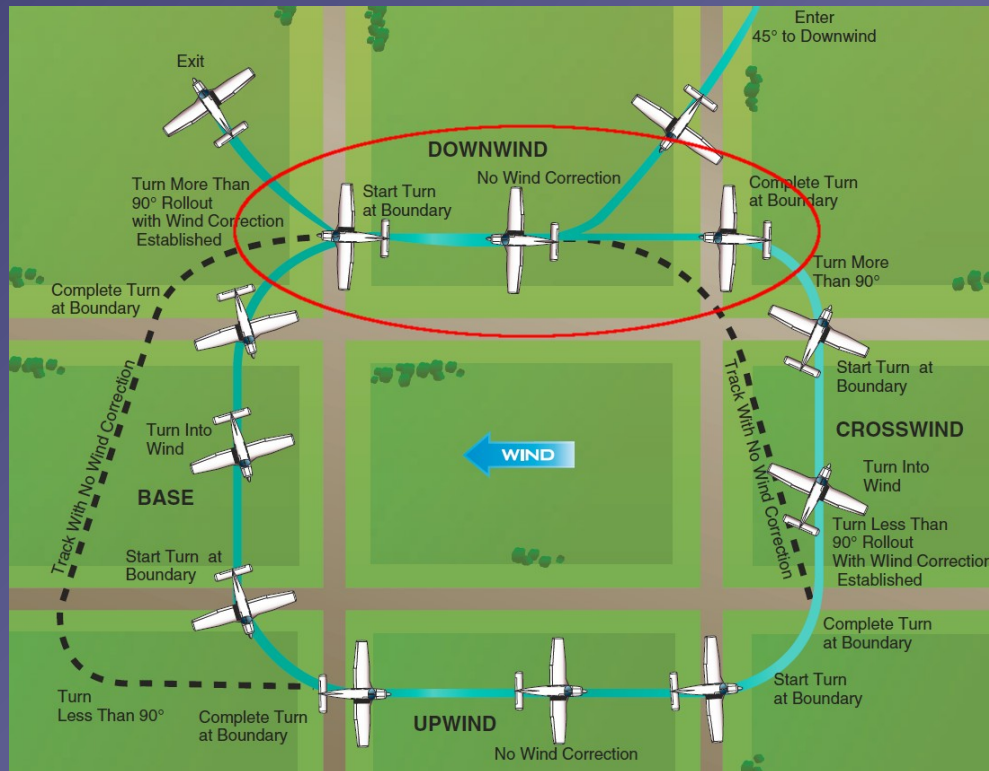 Enter
45° to Downwind
Exit
DOWNWIND
Turn More Than
90° Rollout
with Wind Correction
Established
Start Turn
at Boundary
No Wind Correction
Complete Turn
at Boundary
Turn More
Than 90°
Complete Turn
at Boundary
Start Turn at
Boundary
Track With No Wind Correction
Turn Into
Wind
WIND
Track With No Wind Correction
CROSSWIND
Turn Into
Wind
BASE
Turn Less Than
90° Rollout
With WIind Correction
Established
Start Turn at
Boundary
Complete Turn
at Boundary
Turn
Less Than 90°
Complete Turn
at Boundary
UPWIND
No Wind Correction
Start Turn
at Boundary